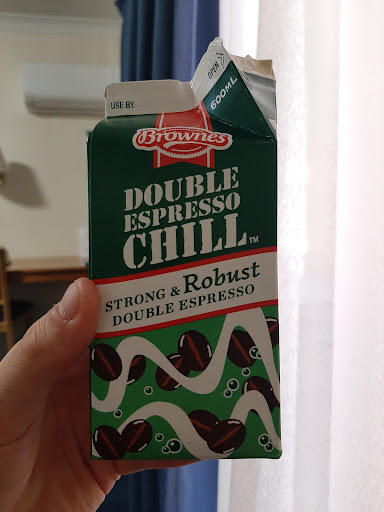 USE BY
OPEN
600ML
Brownes
DOUBLE
ESPRESSO
CHILL™
STRONG & Robust
DOUBLE ESPRESSO